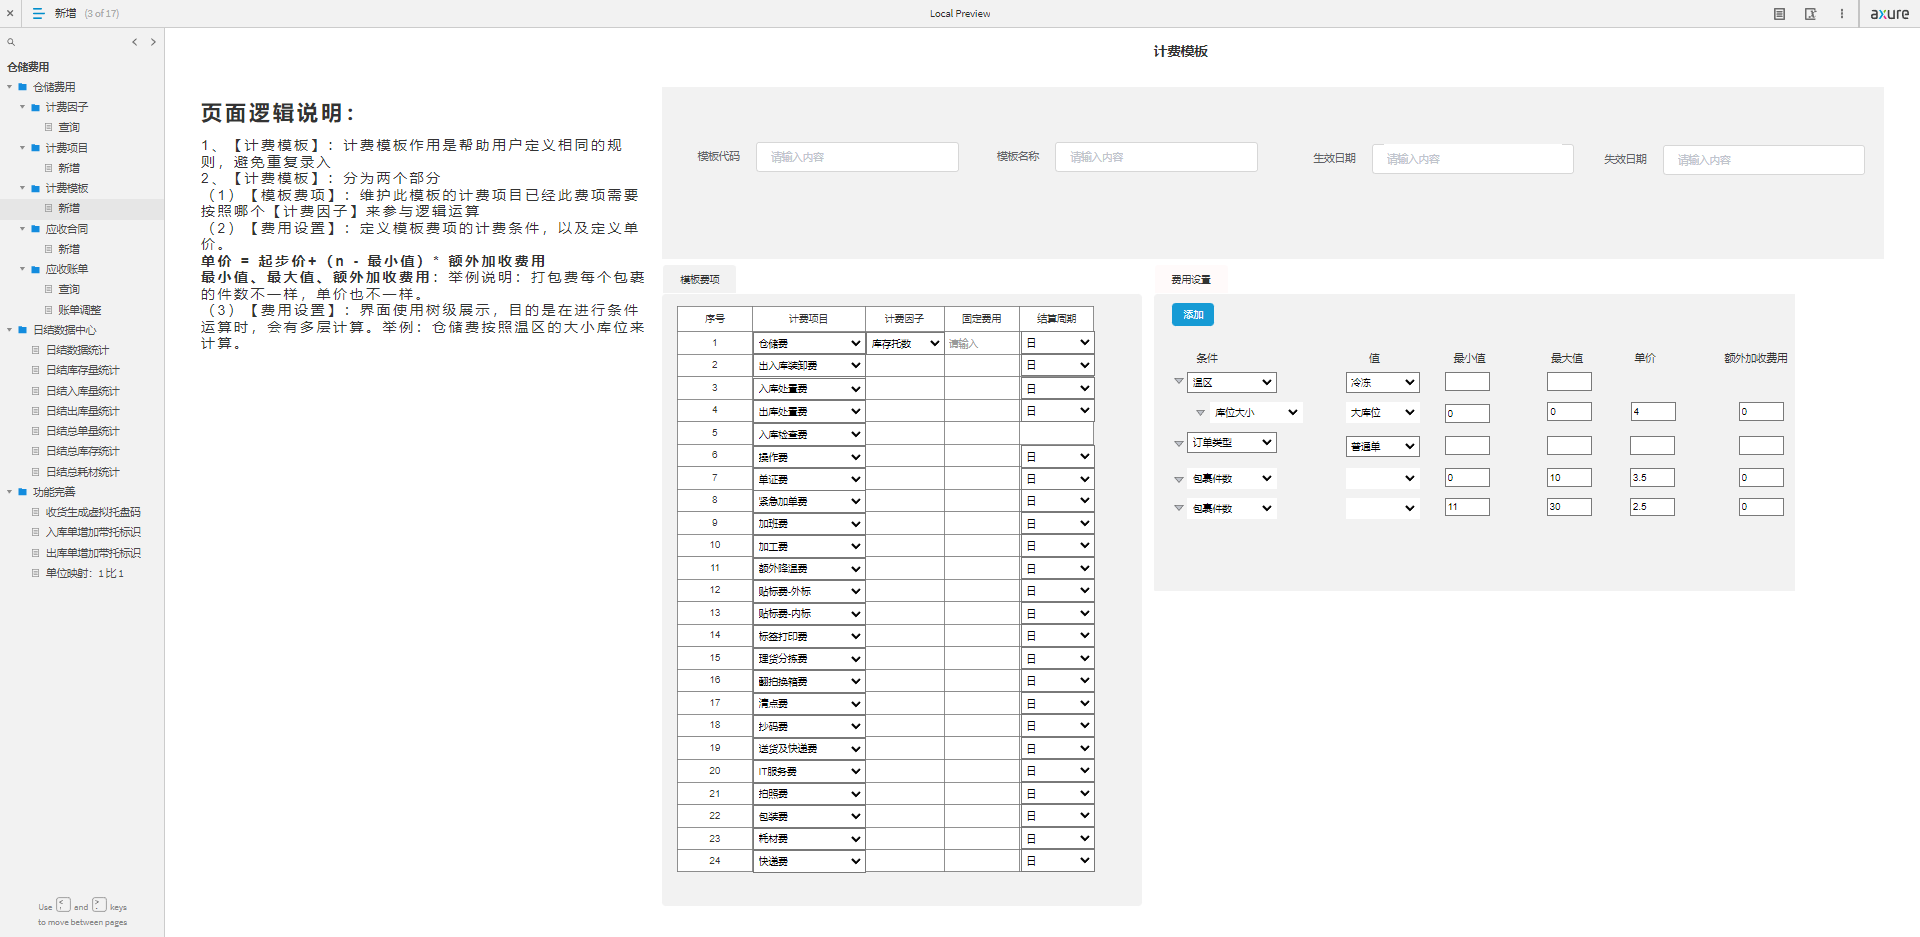 新增 (3 of 17)
Local Preview
axure
仓储费用
仓储费用
计费因子
查询
计费项目
新增
计费模板
新增
应收合同
新增
应收账单
查询
账单调整
日结数据中心
日结数据统计
日结库存量统计
日结入库量统计
日结出库量统计
日结总单量统计
日结总库存统计
日结总耗材统计
功能完善
收货生成虚拟托盘码
入库单增加带托标识
出库单增加带托标识
单位映射：1比1
Use < , and > . keys
to move between pages
计费模板
页面逻辑说明：
1、【计费模板】：计费模板作用是帮助用户定义相同的规
则，避免重复录入
2、【计费模板】：分为两个部分
（1）【模板费项】：维护此模板的计费项目已经此费项需要
按照哪个【计费因子】来参与逻辑运算
（2）【费用设置】：定义模板费项的计费条件，以及定义单
价。
单价 = 起步价+（n - 最小值）* 额外加收费用
最小值、最大值、额外加收费用：举例说明：打包费每个包裹
的件数不一样，单价也不一样。
（3）【费用设置】：界面使用树级展示，目的是在进行条件
运算时，会有多层计算。举例：仓储费按照温区的大小库位来
计算。
模板代码 请输入内容 模板名称 请输入内容 生效日期 请输入内容 失效日期 请输入内容
模板费项
序号 计费项目 计费因子 固定费用 结算周期
1 仓储费 库存托数 请输入 日
2 出入库装卸费 日
3 入库处置费 日
4 出库处置费 日
5 入库检查费
6 操作费 日
7 单证费 日
8 紧急加单费 日
9 加班费 日
10 加工费 日
11 额外降温费 日
12 贴标费-外标 日
13 贴标费-内标 日
14 标签打印费 日
15 理货分拣费 日
16 翻拍换箱费 日
17 清点费 日
18 抄码费 日
19 送货及快递费 日
20 IT服务费 日
21 拍照费 日
22 包装费 日
23 耗材费 日
24 快递费 日
费用设置
添加
条件 值 最小值 最大值 单价 额外加收费用
温区 冷冻
库位大小 大库位 0 0 4 0
订单类型 普通单
包裹件数 0 10 3.5 0
包裹件数 11 30 2.5 0